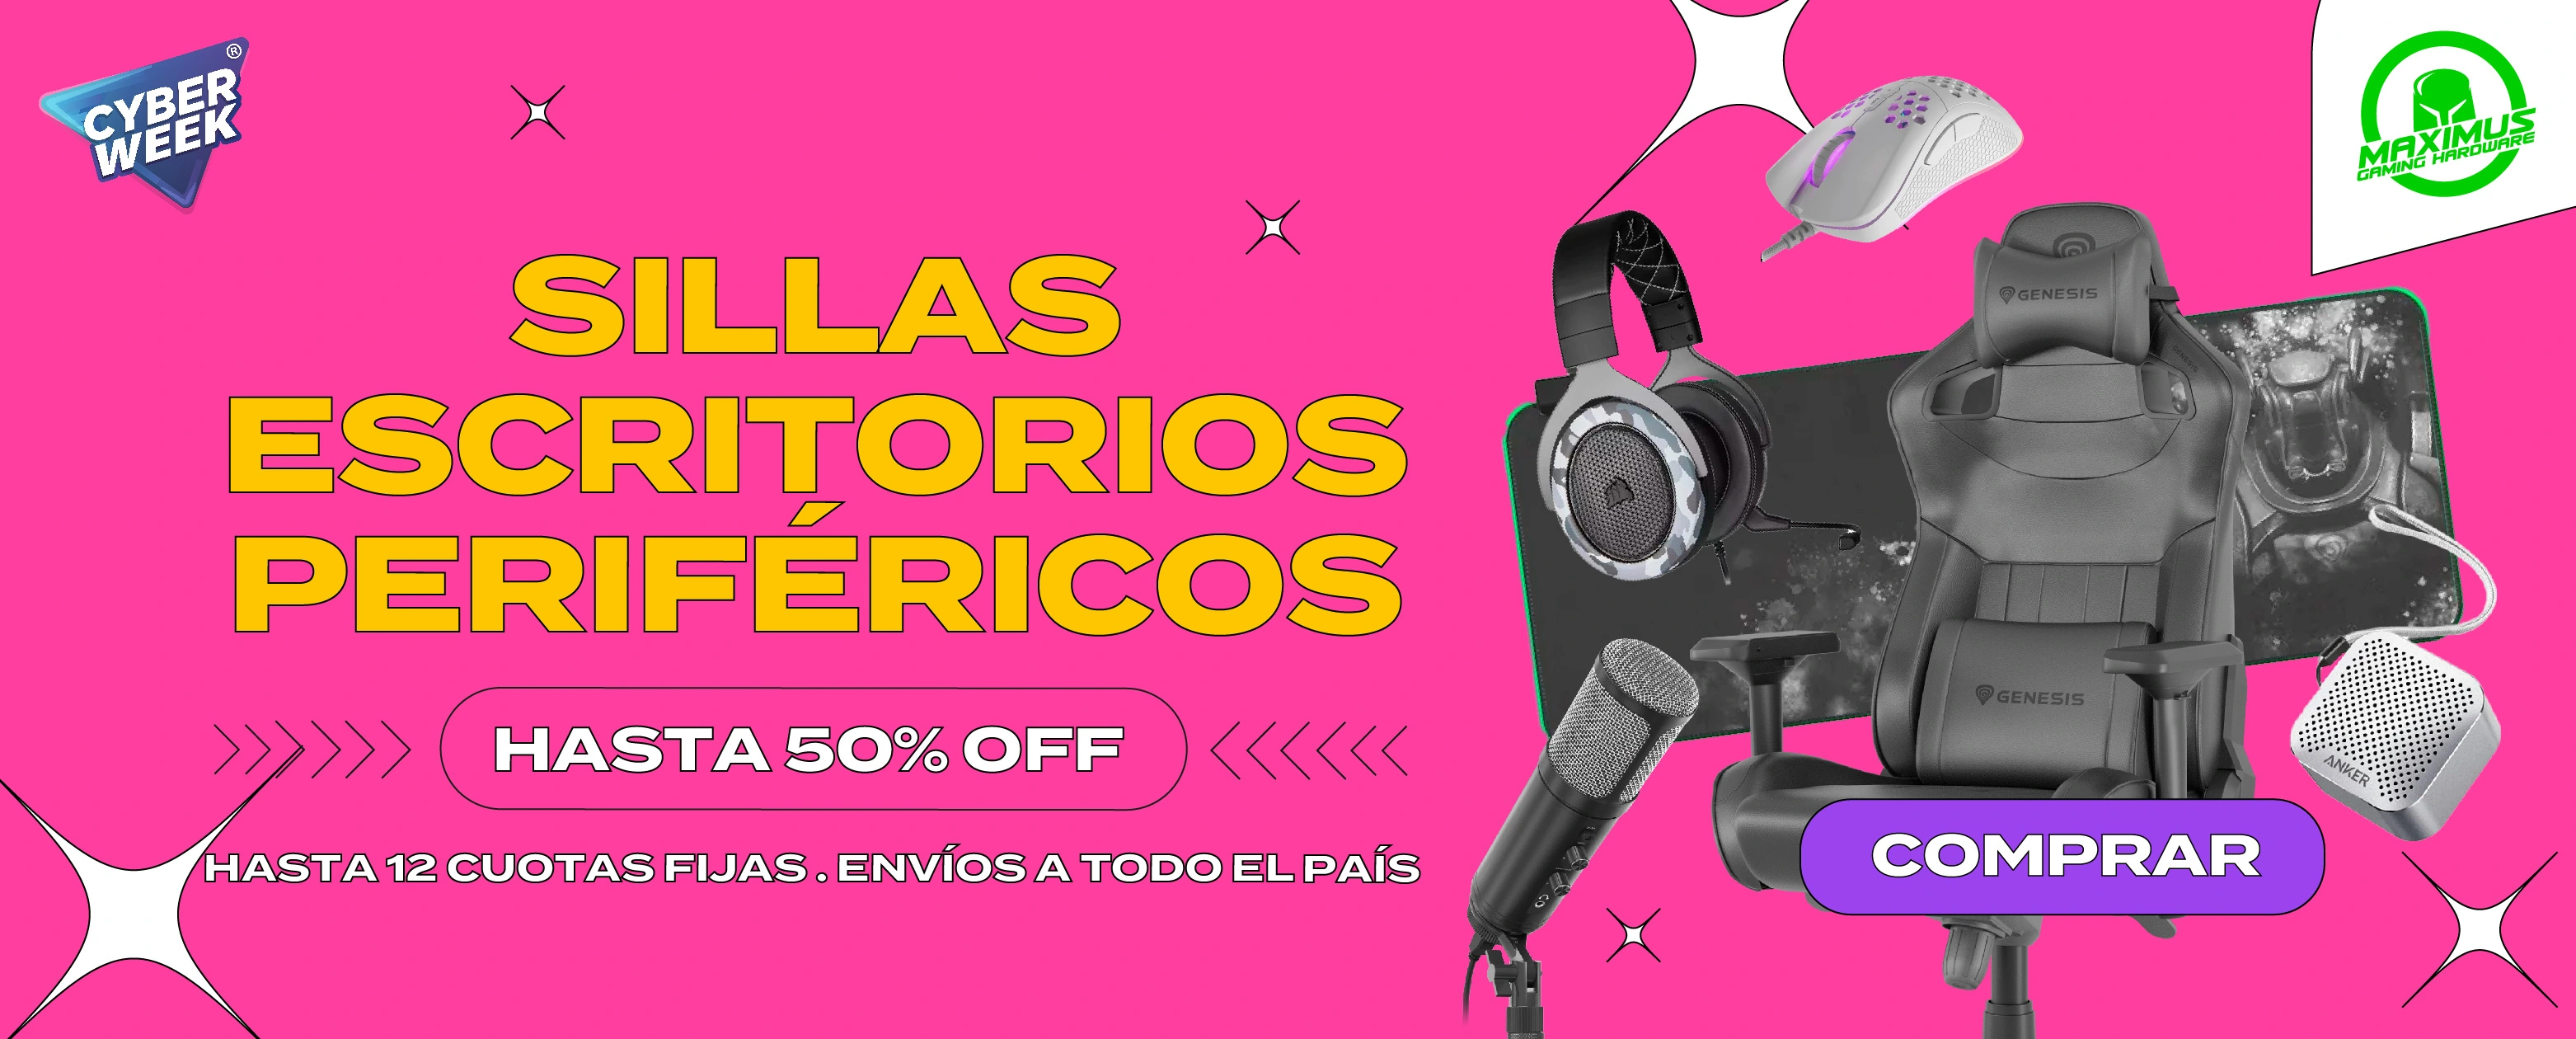 CYBER
WEEK
®
MAXIMUS
GAMING HARDWARE
SILLAS
ESCRITORIOS
PERIFÉRICOS
HASTA 50% OFF
HASTA 12 CUOTAS FIJAS . ENVÍOS A TODO EL PAÍS
GENESIS
GENESIS
ANKER
COMPRAR